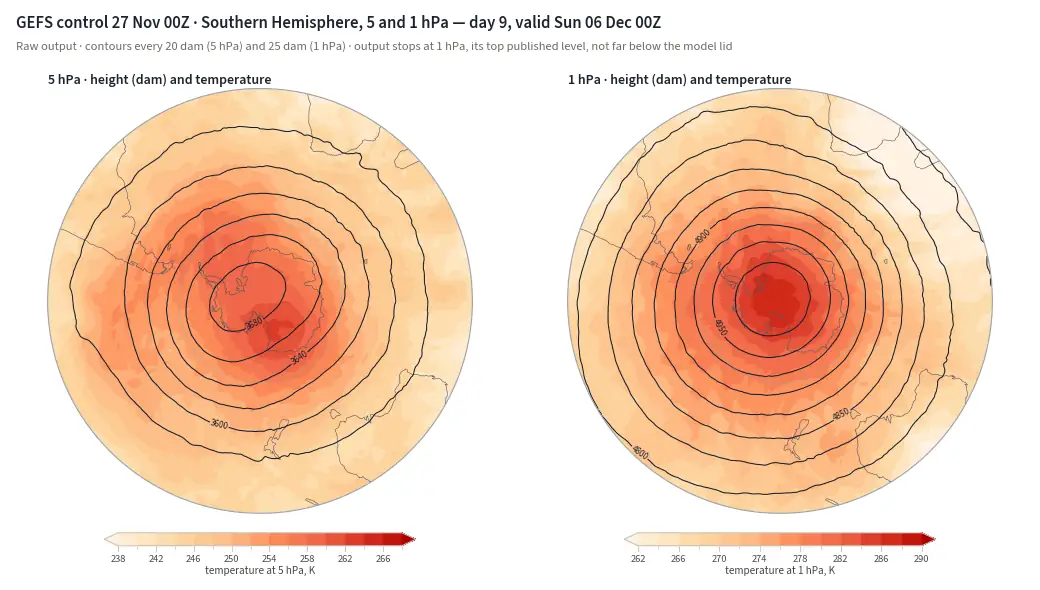 GEFS control 27 Nov 00Z · Southern Hemisphere, 5 and 1 hPa — day 9, valid Sun 06 Dec 00Z
Raw output · contours every 20 dam (5 hPa) and 25 dam (1 hPa) · output stops at 1 hPa, its top published level, not far below the model lid
5 hPa · height (dam) and temperature
1 hPa · height (dam) and temperature
3640
3600
4900
4950
4850
4800
238 242 246 250 254 258 262 266
temperature at 5 hPa, K
262 266 270 274 278 282 286 290
temperature at 1 hPa, K